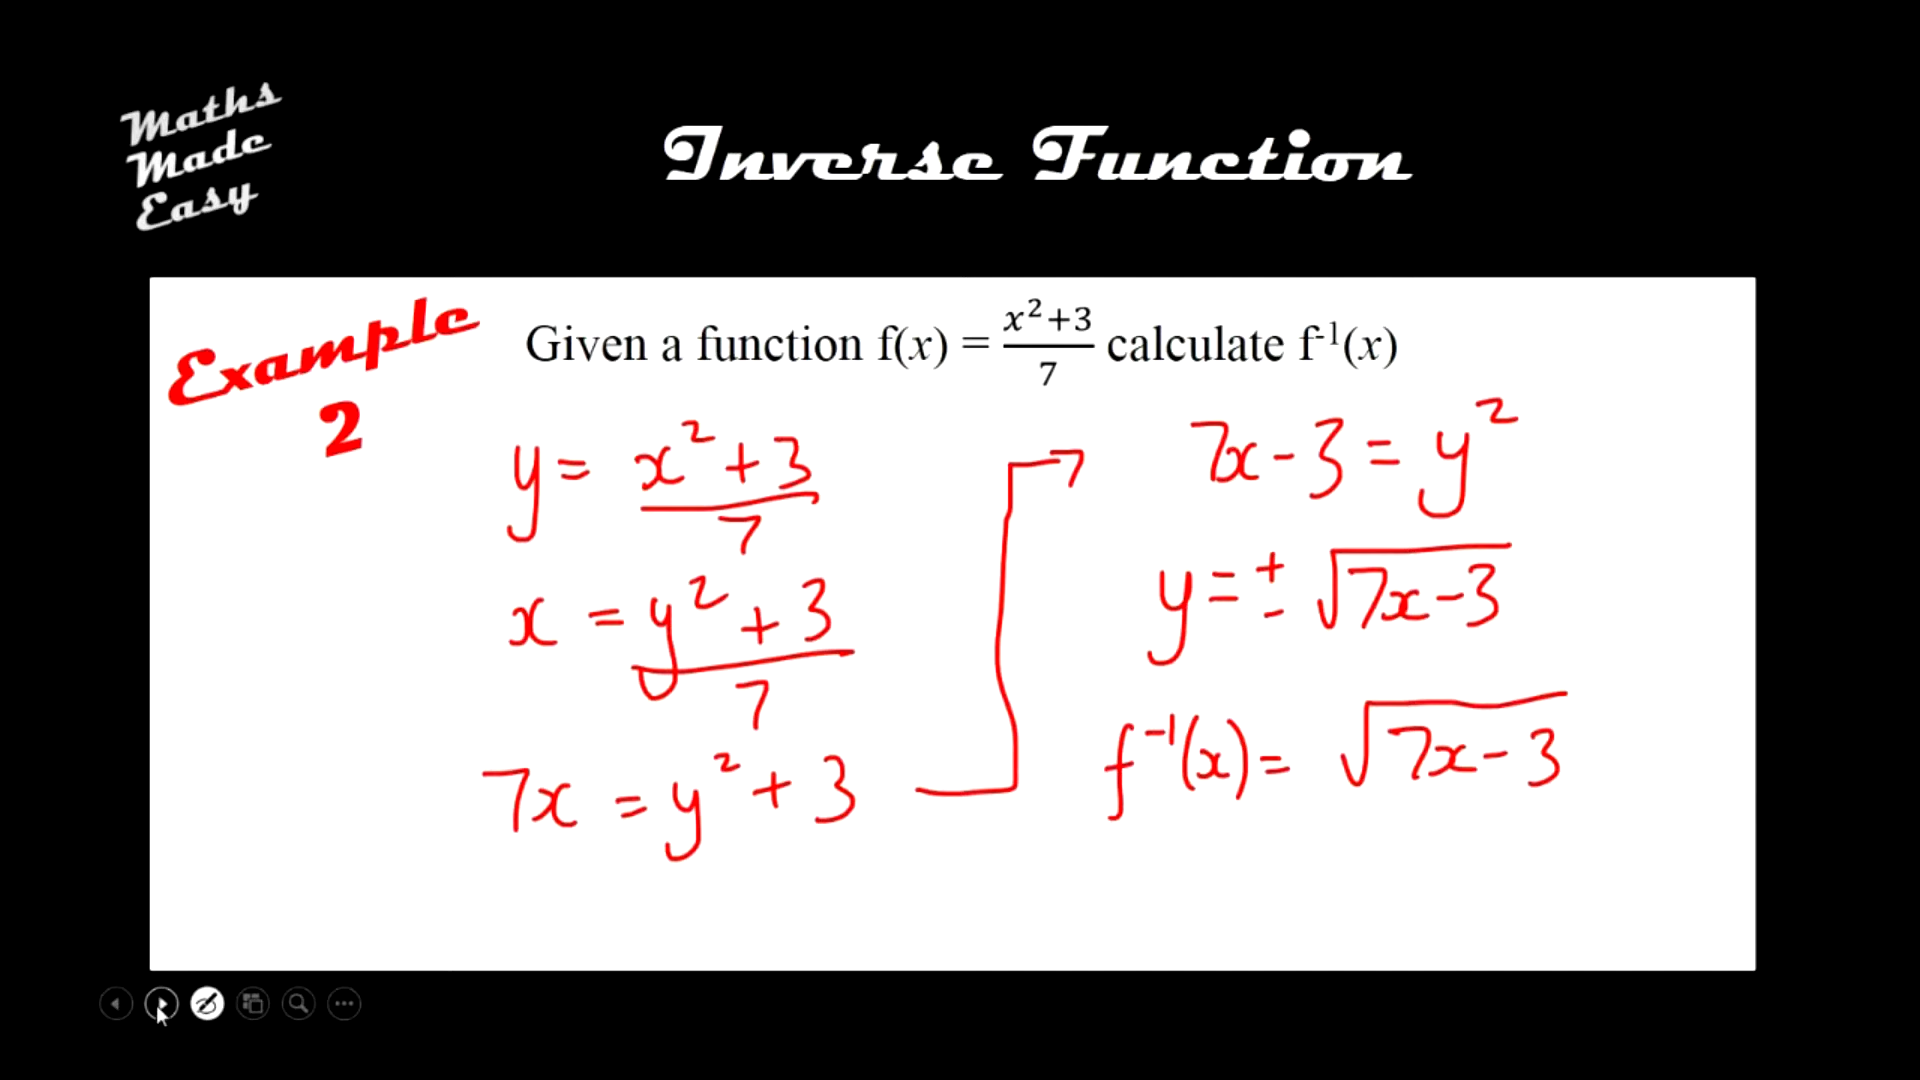 Maths
Made
Easy
Inverse Function
Example
2
Given a function f(x) = x²+3/7 calculate f⁻¹(x)
y = x² + 3/7
x = y² + 3/7
7x = y² + 3
7x - 3 = y²
y = ± √7x-3
f⁻¹(x) = √7x-3